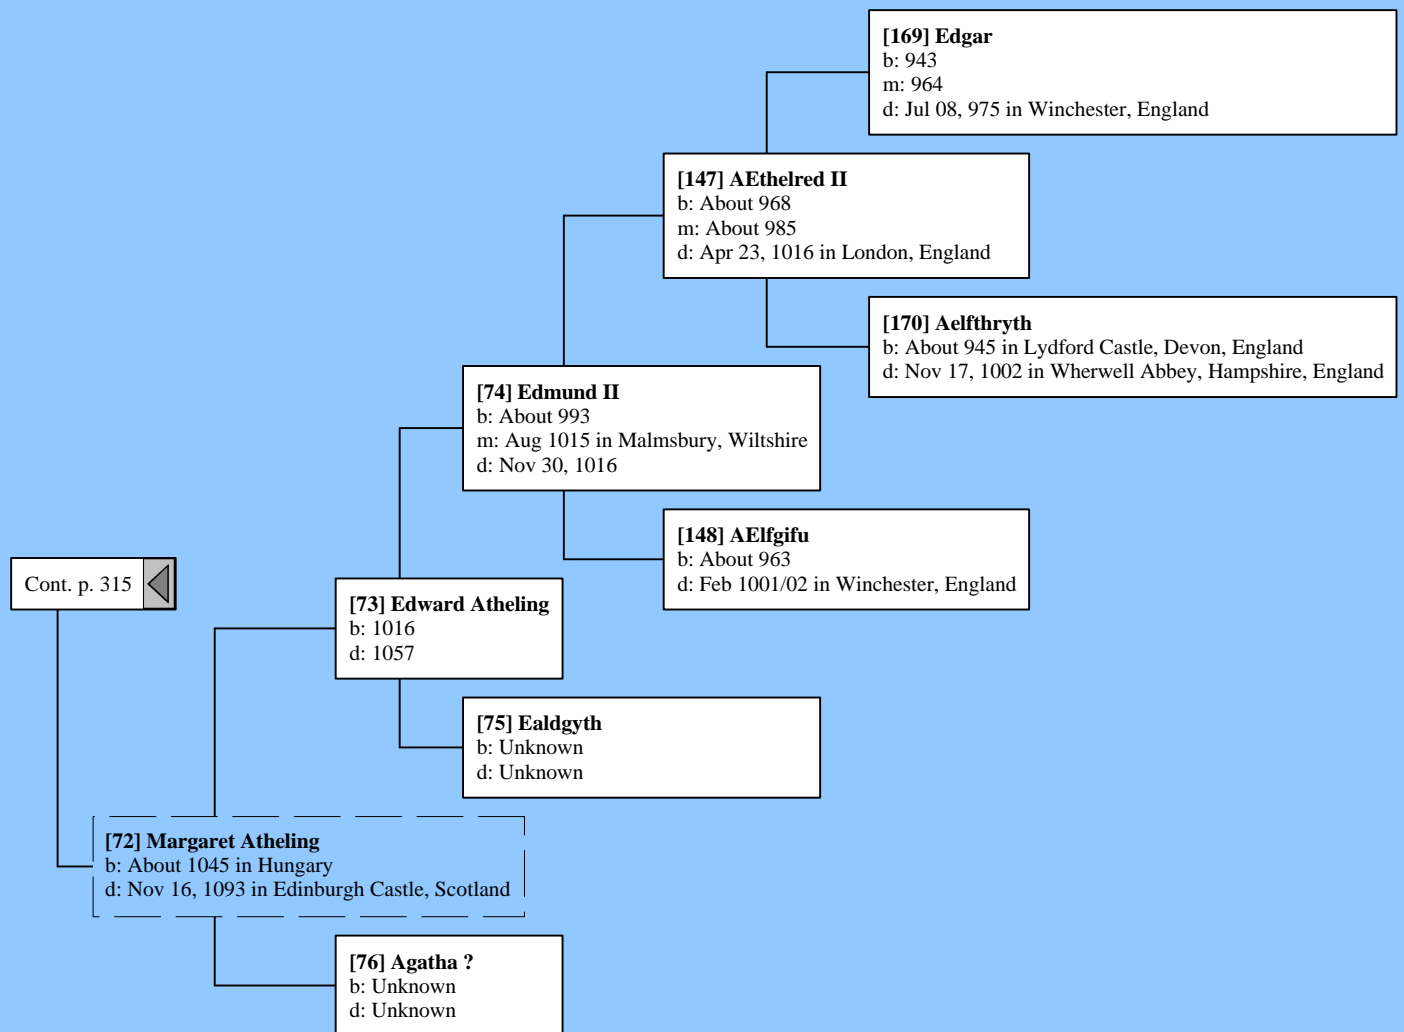 [169] Edgar
b: 943
m: 964
d: Jul 08, 975 in Winchester, England
[147] AEthelred II
b: About 968
m: About 985
d: Apr 23, 1016 in London, England
[170] Aelfthryth
b: About 945 in Lydford Castle, Devon, England
d: Nov 17, 1002 in Wherwell Abbey, Hampshire, England
[74] Edmund II
b: About 993
m: Aug 1015 in Malmsbury, Wiltshire
d: Nov 30, 1016
[148] AElfgifu
b: About 963
d: Feb 1001/02 in Winchester, England
Cont. p. 315
[73] Edward Atheling
b: 1016
d: 1057
[75] Ealdgyth
b: Unknown
d: Unknown
[72] Margaret Atheling
b: About 1045 in Hungary
d: Nov 16, 1093 in Edinburgh Castle, Scotland
[76] Agatha ?
b: Unknown
d: Unknown